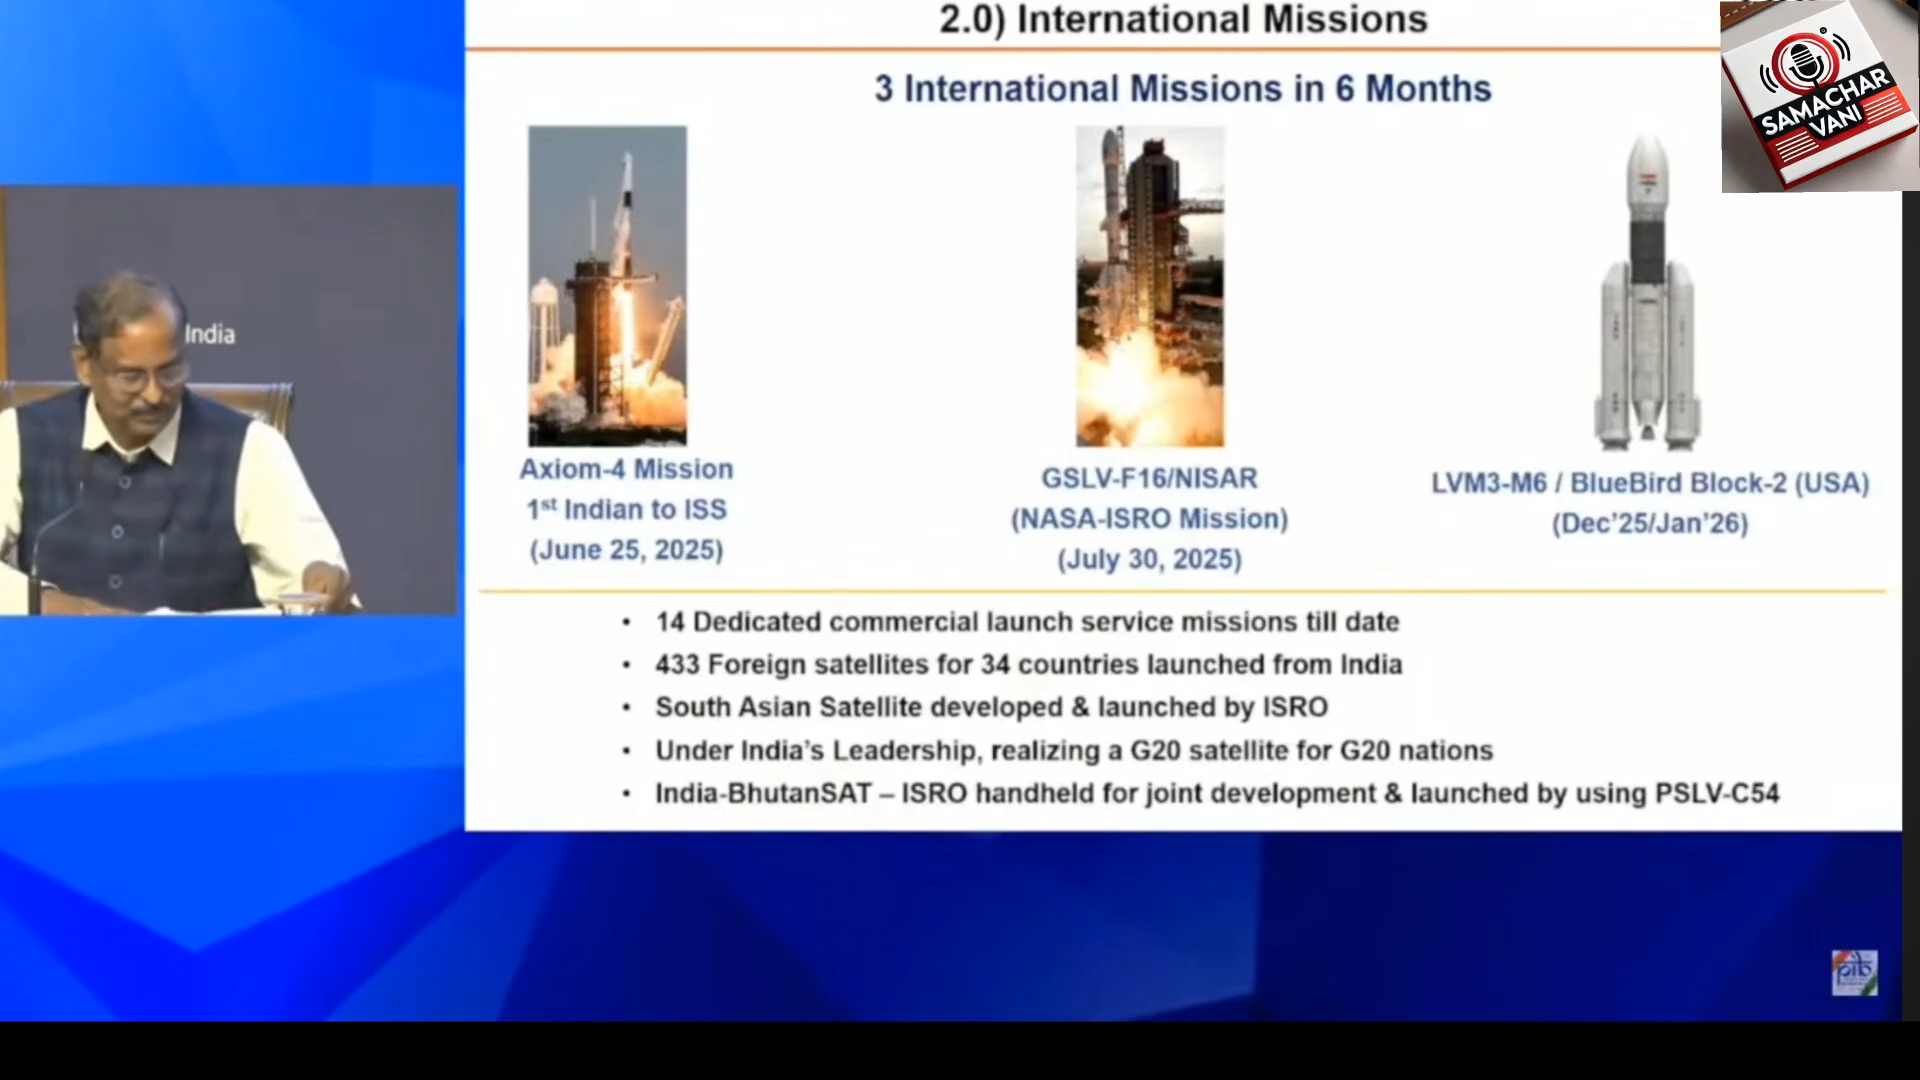 2.0) International Missions
3 International Missions in 6 Months
SAMACHAR
VANI
India
Axiom-4 Mission
1st Indian to ISS
(June 25, 2025)
GSLV-F16/NISAR
(NASA-ISRO Mission)
(July 30, 2025)
LVM3-M6 / BlueBird Block-2 (USA)
(Dec’25/Jan’26)
• 14 Dedicated commercial launch service missions till date
• 433 Foreign satellites for 34 countries launched from India
• South Asian Satellite developed & launched by ISRO
• Under India’s Leadership, realizing a G20 satellite for G20 nations
• India-BhutanSAT – ISRO handheld for joint development & launched by using PSLV-C54
pib